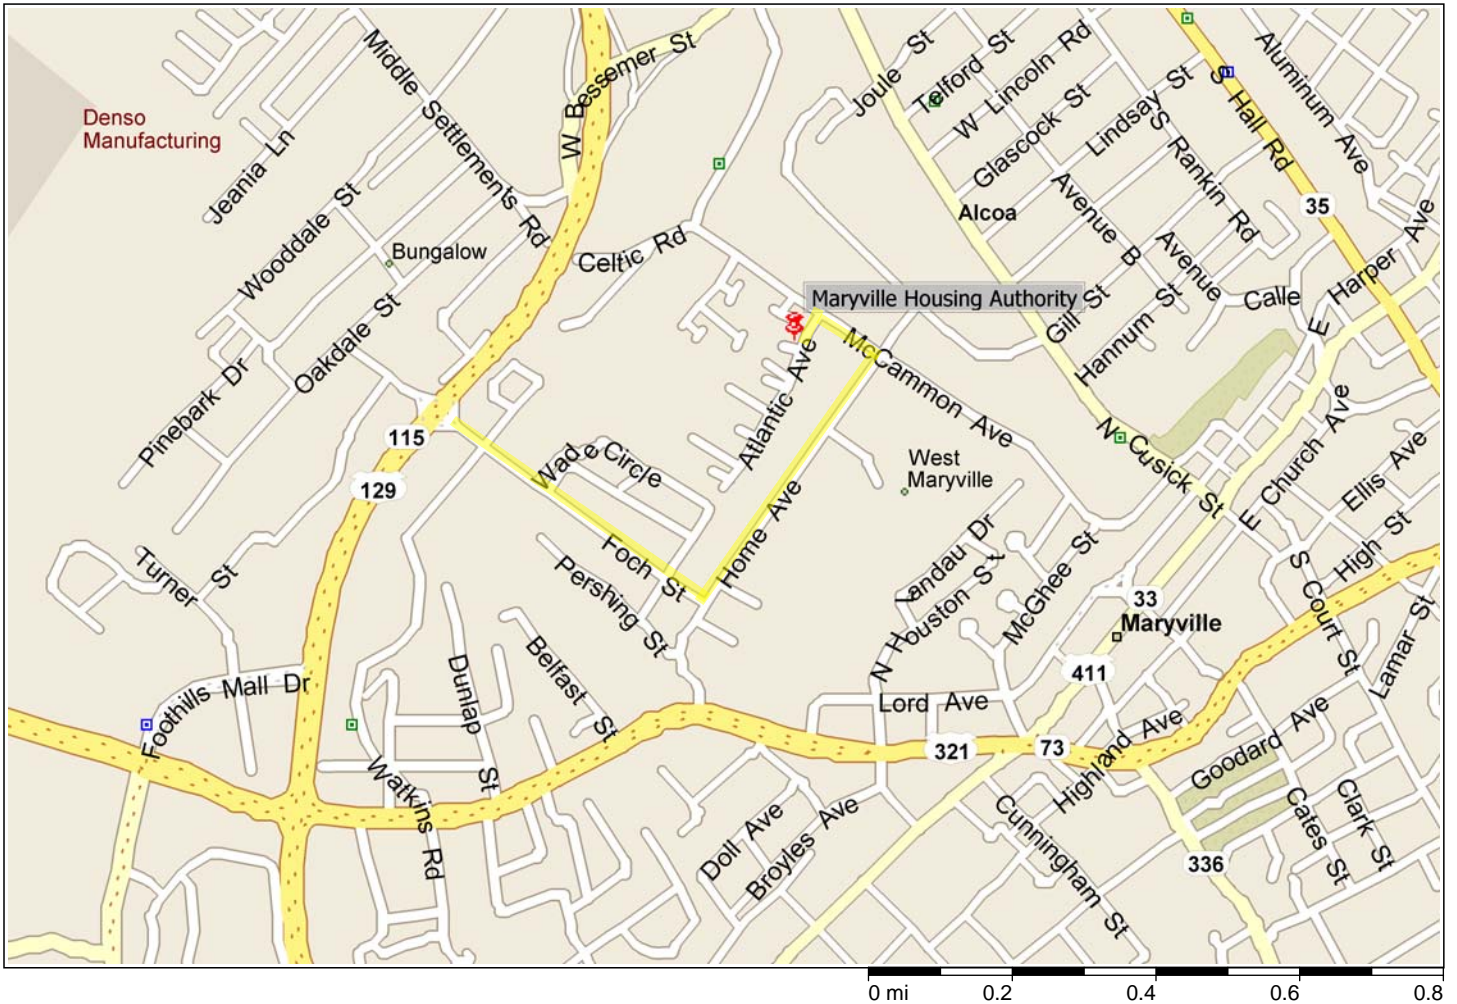 Denso
Manufacturing
Jeania Ln
Middle Settlements Rd
W Bessemer St
Joule St
Telford St
W Lincoln Rd
Glascock St
Lindsay St
S Rankin Rd
S Hall Rd
Aluminum Ave
35
Alcoa
Avenue B
Avenue
Calle
E Harper Ave
Wooddale St
Bungalow
Celtic Rd
Oakdale St
Pinebark Dr
Maryville Housing Authority
McCammon Ave
Atlantic Ave
Gill St
Hannum St
N Cusick St
115
129
Wade Circle
Foch St
Home Ave
Pershing St
West
Maryville
E Church Ave
Ellis Ave
High St
Turner St
Landau Dr
N Houston St
McGhee St
33
Maryville
411
S Court St
Lamar St
Foothills Mall Dr
Dunlap St
Belfast St
Lord Ave
321
73
Highland Ave
Goodard Ave
Watkins Rd
Doll Ave
Broyles Ave
Cunningham St
336
Cates St
Clark St
0 mi 0.2 0.4 0.6 0.8